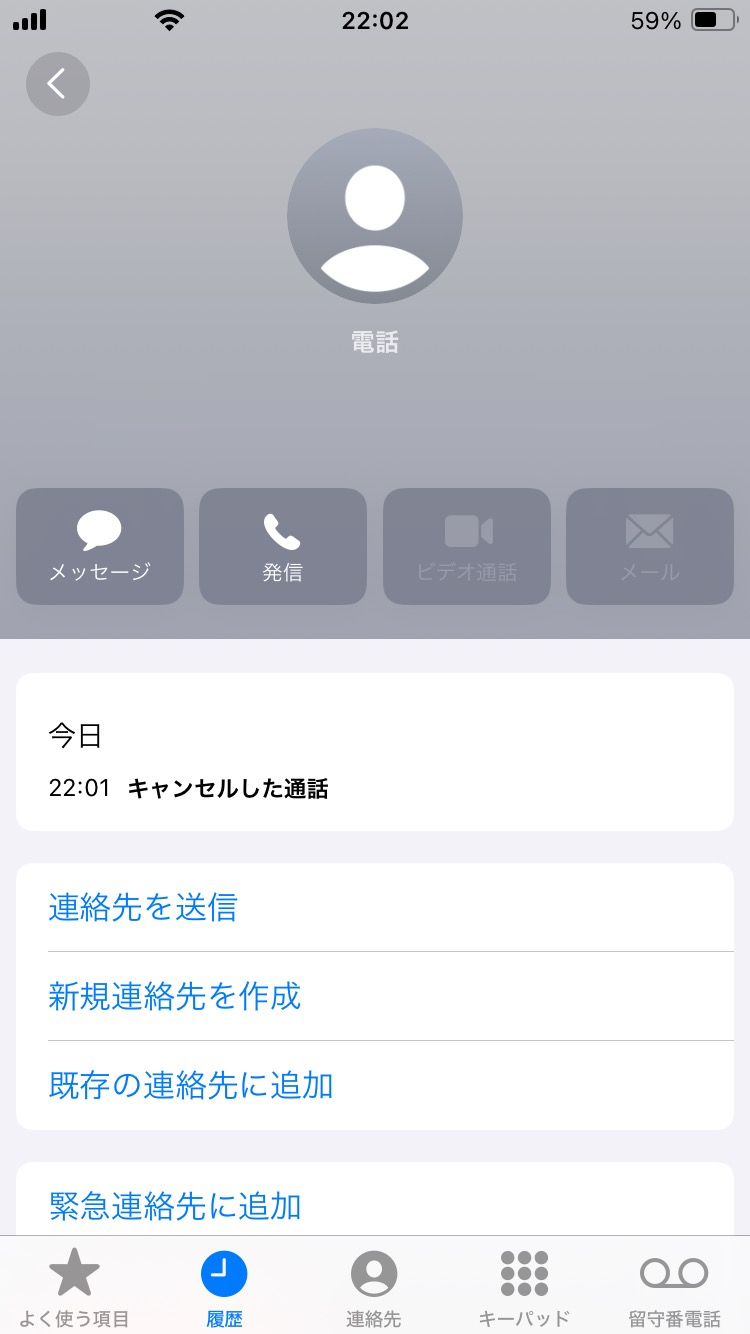 22:02
59%
電話
メッセージ
発信
ビデオ通話
メール
今日
22:01 キャンセルした通話
連絡先を送信
新規連絡先を作成
既存の連絡先に追加
緊急連絡先に追加
よく使う項目
履歴
連絡先
キーパッド
留守番電話